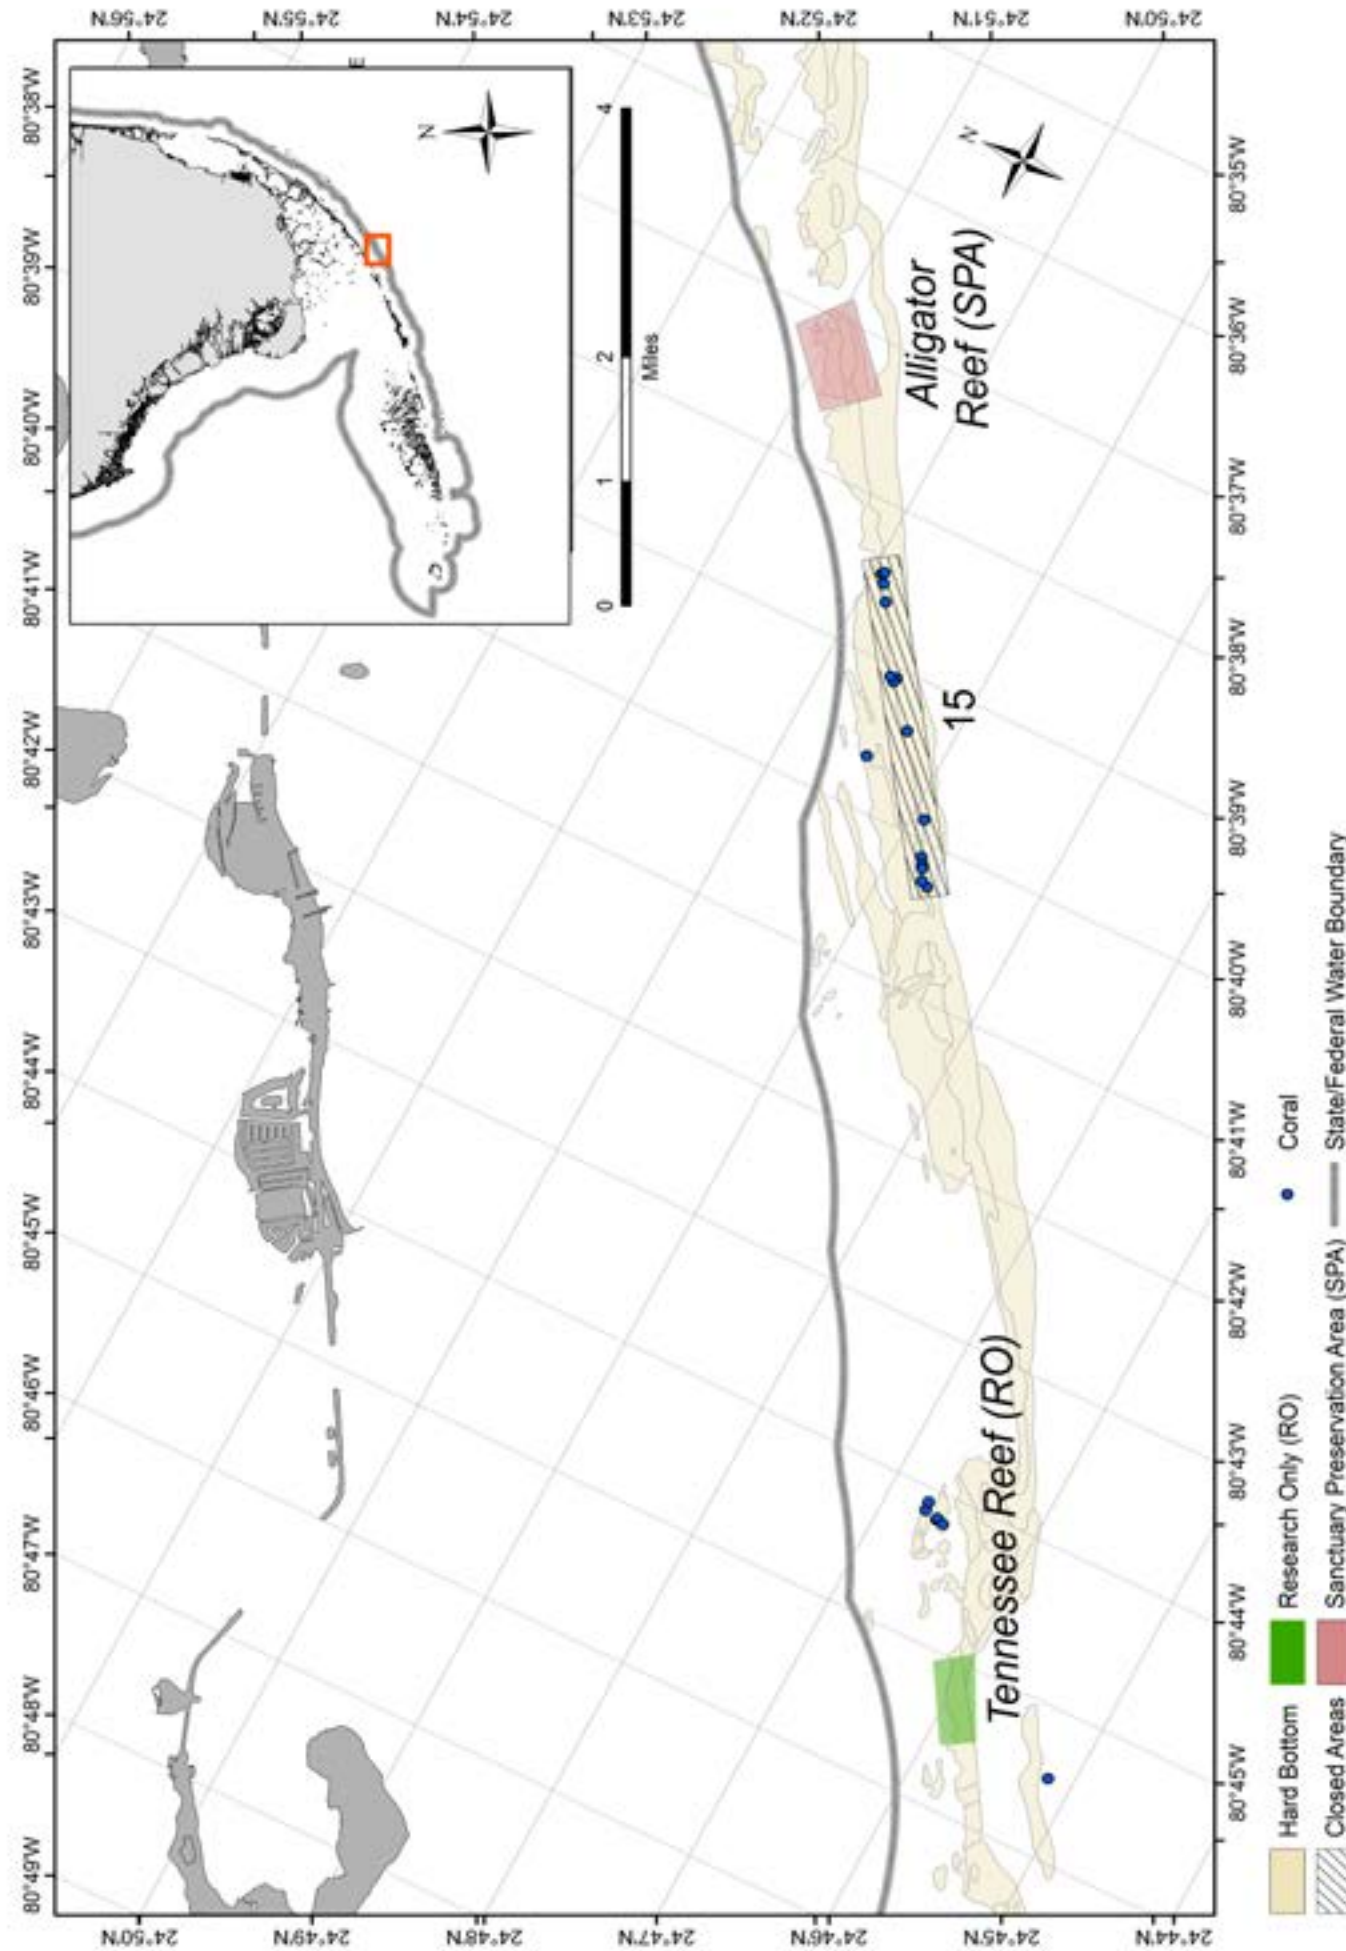 80°49'W 80°48'W 80°47'W 80°46'W 80°45'W 80°44'W 80°43'W 80°42'W 80°41'W 80°40'W 80°39'W 80°38'W
24°56'N
24°55'N
24°54'N
24°53'N
24°52'N
24°51'N
24°50'N
24°50'N
24°49'N
24°48'N
24°47'N
24°46'N
24°45'N
24°44'N
E
N
0 1 2 4
Miles
N
Alligator
Reef (SPA)
15
Tennessee Reef (RO)
80°45'W 80°44'W 80°43'W 80°42'W 80°41'W 80°40'W 80°39'W 80°38'W 80°37'W 80°36'W 80°35'W
Hard Bottom Research Only (RO) Coral
Closed Areas Sanctuary Preservation Area (SPA) State/Federal Water Boundary